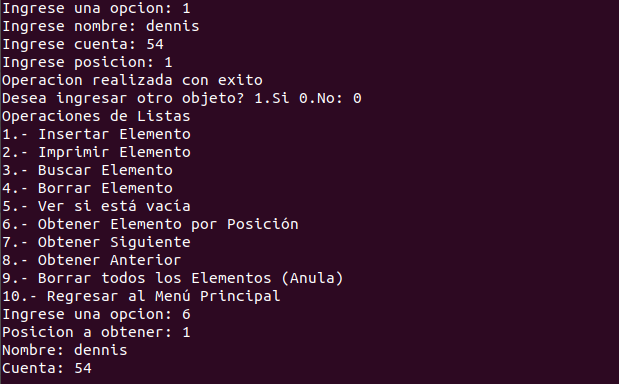 Ingrese una opcion: 1
Ingrese nombre: dennis
Ingrese cuenta: 54
Ingrese posicion: 1
Operacion realizada con exito
Desea ingresar otro objeto? 1.Si 0.No: 0
Operaciones de Listas
1.- Insertar Elemento
2.- Imprimir Elemento
3.- Buscar Elemento
4.- Borrar Elemento
5.- Ver si está vacía
6.- Obtener Elemento por Posición
7.- Obtener Siguiente
8.- Obtener Anterior
9.- Borrar todos los Elementos (Anula)
10.- Regresar al Menú Principal
Ingrese una opcion: 6
Posicion a obtener: 1
Nombre: dennis
Cuenta: 54